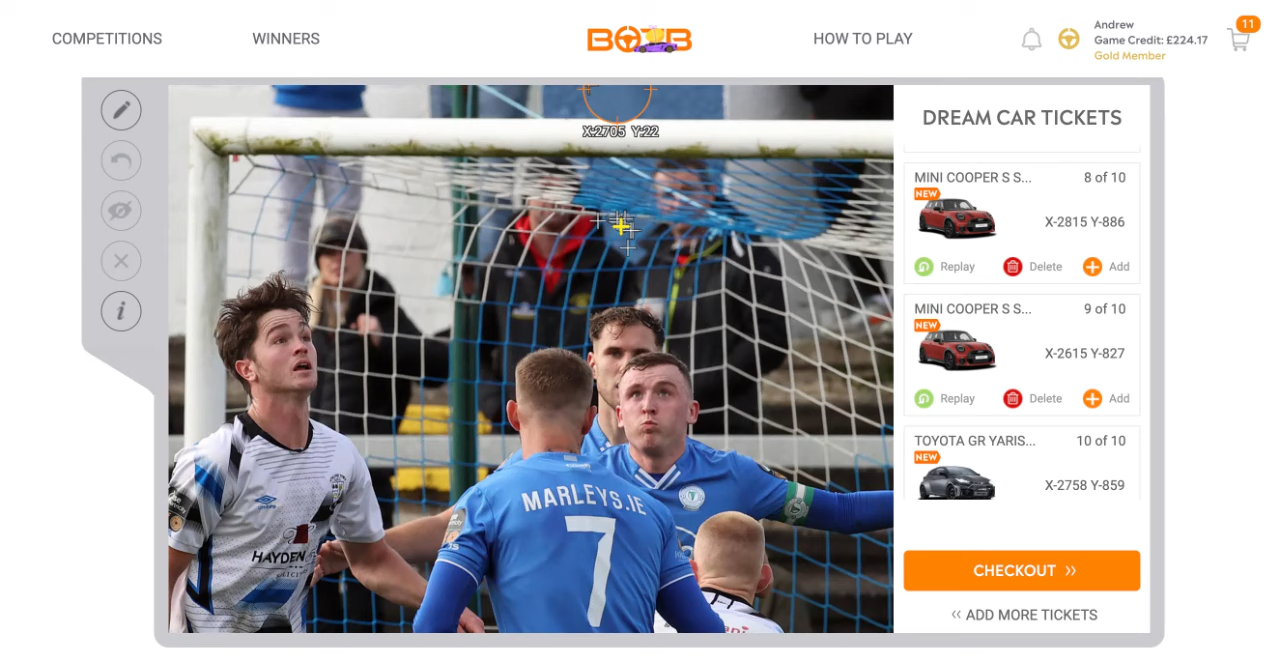 COMPETITIONS
WINNERS
BOTB
HOW TO PLAY
Andrew
Game Credit: £224.17
Gold Member
11
X:2705 Y:22
MARLEYS.IE
7
HAYDEN
DREAM CAR TICKETS
MINI COOPER S S... 8 of 10
NEW
X-2815 Y-886
Replay Delete Add
MINI COOPER S S... 9 of 10
NEW
X-2615 Y-827
Replay Delete Add
TOYOTA GR YARIS... 10 of 10
NEW
X-2758 Y-859
CHECKOUT »
« ADD MORE TICKETS